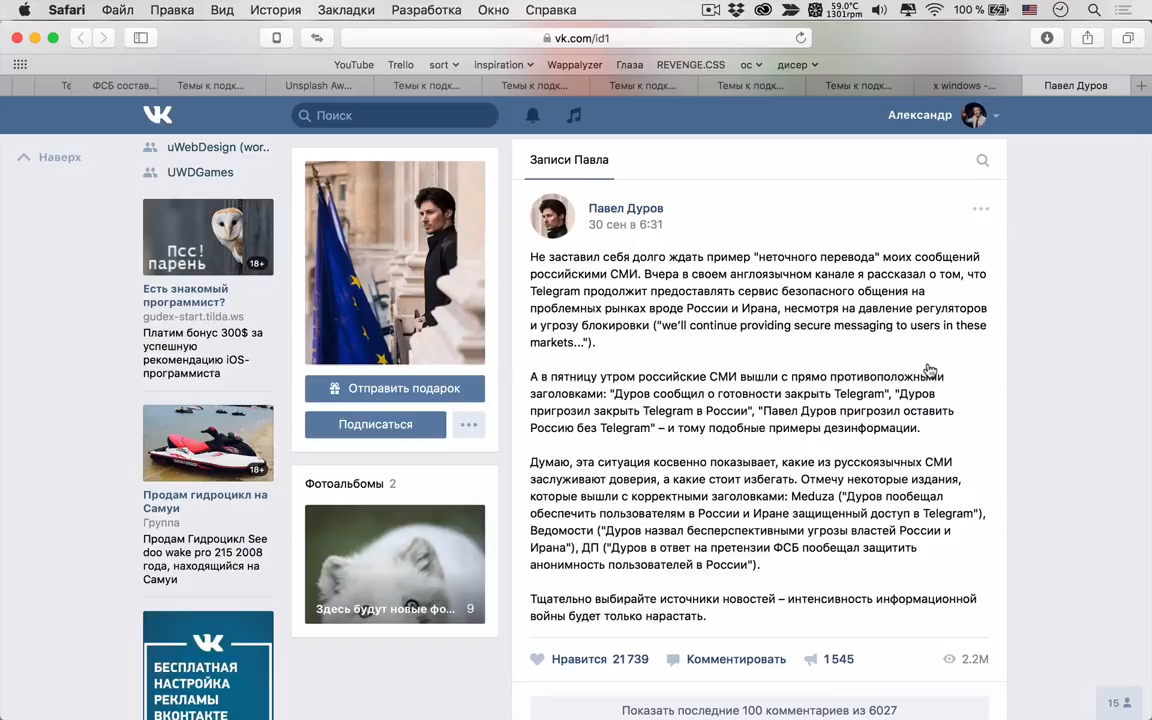 Safari Файл Правка Вид История Закладки Разработка Окно Справка
59.0°C
1301rpm
100 %
vk.com/id1
YouTube Trello sort inspiration Wappalyzer Глаза REVENGE.CSS ос дисер
Те ФСБ состав... Темы к подк... Unsplash Aw... Темы к подк... Темы к подк... Темы к подк... Темы к подк... Темы к подк... x windows -... Павел Дуров
Поиск
Александр
Наверх
uWebDesign (wor..
UWDGames
Псс!
парень
18+
Есть знакомый
программист?
gudex-start.tilda.ws
Платим бонус 300$ за
успешную
рекомендацию iOS-
программиста
18+
Продам гидроцикл на
Самуи
Группа
Продам Гидроцикл See
doo wake pro 215 2008
года, находящийся на
Самуи
БЕСПЛАТНАЯ
НАСТРОЙКА
РЕКЛАМЫ
ВКОНТАКТЕ
Отправить подарок
Подписаться
Фотоальбомы 2
Здесь будут новые фо... 9
Записи Павла
Павел Дуров
30 сен в 6:31
Не заставил себя долго ждать пример "неточного перевода" моих сообщений
российскими СМИ. Вчера в своем англоязычном канале я рассказал о том, что
Telegram продолжит предоставлять сервис безопасного общения на
проблемных рынках вроде России и Ирана, несмотря на давление регуляторов
и угрозу блокировки ("we'll continue providing secure messaging to users in these
markets...").
А в пятницу утром российские СМИ вышли с прямо противоположными
заголовками: "Дуров сообщил о готовности закрыть Telegram", "Дуров
пригрозил закрыть Telegram в России", "Павел Дуров пригрозил оставить
Россию без Telegram" – и тому подобные примеры дезинформации.
Думаю, эта ситуация косвенно показывает, какие из русскоязычных СМИ
заслуживают доверия, а какие стоит избегать. Отмечу некоторые издания,
которые вышли с корректными заголовками: Meduza ("Дуров пообещал
обеспечить пользователям в России и Иране защищенный доступ в Telegram"),
Ведомости ("Дуров назвал бесперспективными угрозы властей России и
Ирана"), ДП ("Дуров в ответ на претензии ФСБ пообещал защитить
анонимность пользователей в России").
Тщательно выбирайте источники новостей – интенсивность информационной
войны будет только нарастать.
Нравится 21 739 Комментировать 1 545 2.2M
Показать последние 100 комментариев из 6027
15